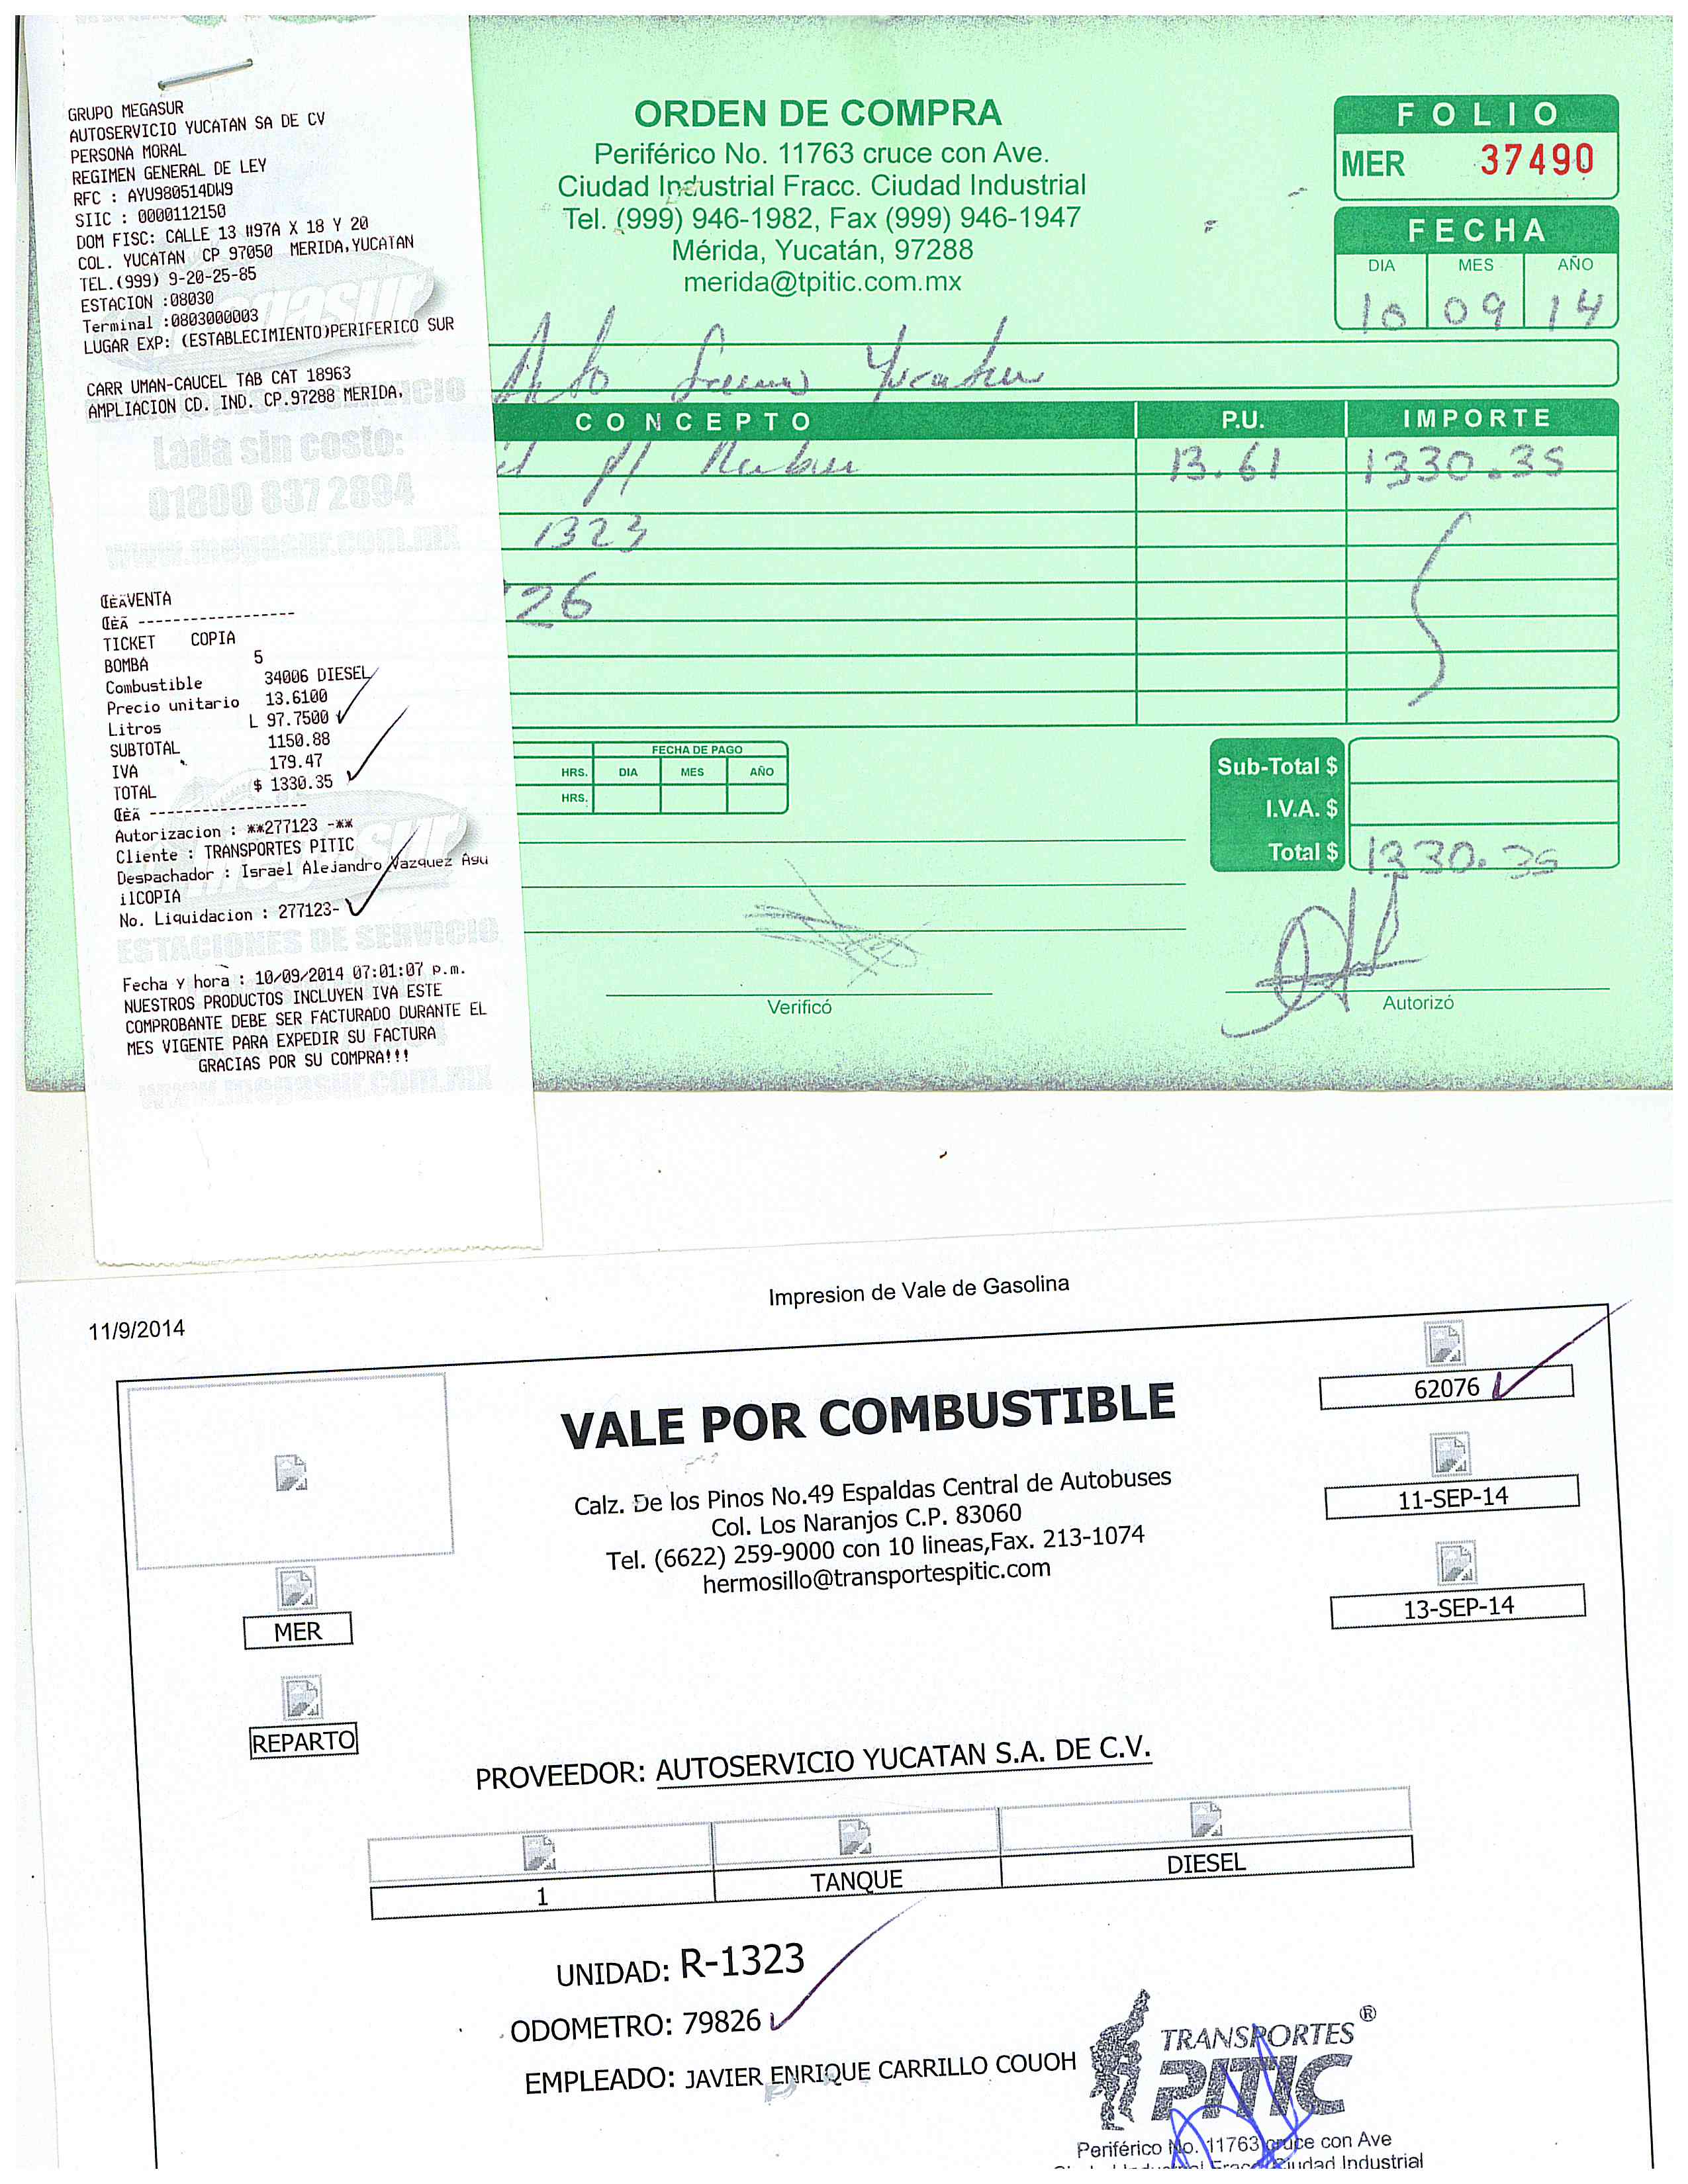 GRUPO MEGASUR
AUTOSERVICIO YUCATAN SA DE CV
PERSONA MORAL
REGIMEN GENERAL DE LEY
RFC : AYU980514DW9
SIIC : 0000112150
DOM FISC: CALLE 13 #97A X 18 Y 20
COL. YUCATAN CP 97050 MERIDA,YUCATAN
TEL.(999) 9-20-25-85
ESTACION :08030
Terminal :0803000003
LUGAR EXP: (ESTABLECIMIENTO)PERIFERICO SUR
CARR UMAN-CAUCEL TAB CAT 18963
AMPLIACION CD. IND. CP.97288 MERIDA,
Lada sin costo:
01800 837 2894
www.megasur.com.mx
VENTA
TICKET COPIA
BOMBA 5
Combustible 34006 DIESEL
Precio unitario 13.6100
Litros L 97.7500
SUBTOTAL 1150.88
IVA 179.47
TOTAL $ 1330.35
Autorizacion : **277123 -**
Cliente : TRANSPORTES PITIC
Despachador : Israel Alejandro Vazquez Agu
ilCOPIA
No. Liquidacion : 277123-
ESTACIONES DE SERVICIO
Fecha y hora : 10/09/2014 07:01:07 p.m.
NUESTROS PRODUCTOS INCLUYEN IVA ESTE
COMPROBANTE DEBE SER FACTURADO DURANTE EL
MES VIGENTE PARA EXPEDIR SU FACTURA
GRACIAS POR SU COMPRA!!!
www.megasur.com.mx
ORDEN DE COMPRA
Periférico No. 11763 cruce con Ave.
Ciudad Industrial Fracc. Ciudad Industrial
Tel. (999) 946-1982, Fax (999) 946-1947
Mérida, Yucatán, 97288
merida@tpitic.com.mx
FOLIO
MER 37490
FECHA
DIA MES AÑO
10 09 14
Yucatan
CONCEPTO P.U. IMPORTE
13.61 1330.35
1323
26
FECHA DE PAGO
HRS. DIA MES AÑO
HRS.
Sub-Total $
I.V.A. $
Total $ 1330.35
Verificó
Autorizó
Impresion de Vale de Gasolina
11/9/2014
VALE POR COMBUSTIBLE
62076
Calz. De los Pinos No.49 Espaldas Central de Autobuses
Col. Los Naranjos C.P. 83060
Tel. (6622) 259-9000 con 10 lineas,Fax. 213-1074
hermosillo@transportespitic.com
11-SEP-14
13-SEP-14
MER
REPARTO
PROVEEDOR: AUTOSERVICIO YUCATAN S.A. DE C.V.
1 TANQUE DIESEL
UNIDAD: R-1323
ODOMETRO: 79826
EMPLEADO: JAVIER ENRIQUE CARRILLO COUOH
TRANSPORTES ®
PITIC
Periférico No. 11763 cruce con Ave
Ciudad Industrial